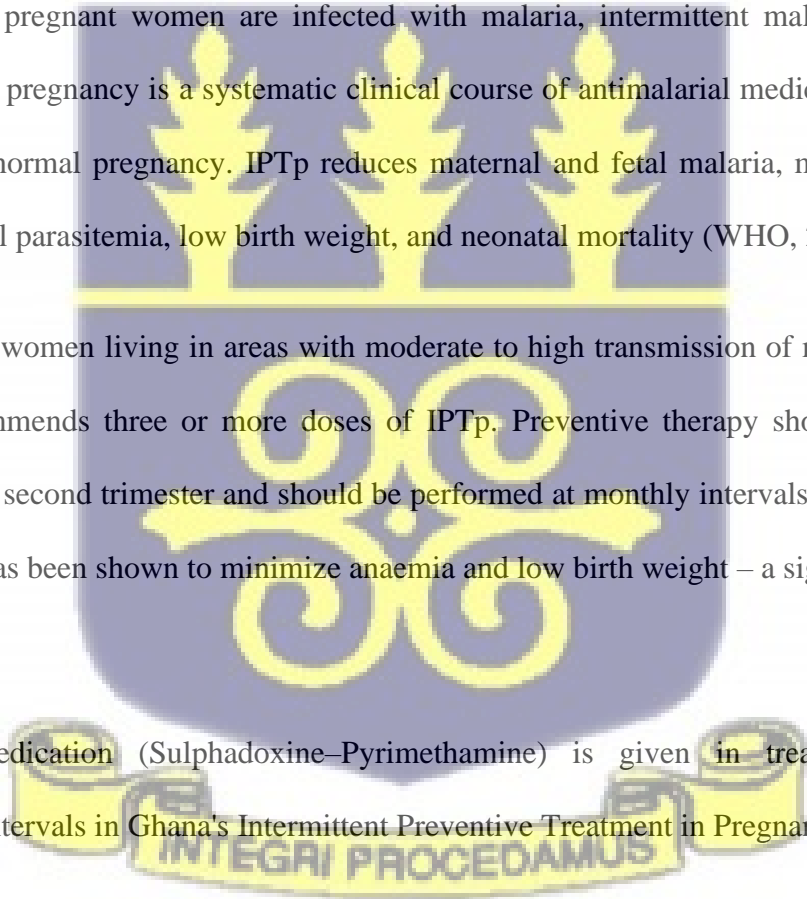 pregnant women are infected with malaria, intermittent mal
pregnancy is a systematic clinical course of antimalarial medic
normal pregnancy. IPTp reduces maternal and fetal malaria, m
l parasitemia, low birth weight, and neonatal mortality (WHO,
women living in areas with moderate to high transmission of
mmends three or more doses of IPTp. Preventive therapy sho
second trimester and should be performed at monthly intervals
as been shown to minimize anaemia and low birth weight – a sig
edication (Sulphadoxine–Pyrimethamine) is given in trea
tervals in Ghana's Intermittent Preventive Treatment in Pregnan
INTEGRI PROCEDAMUS